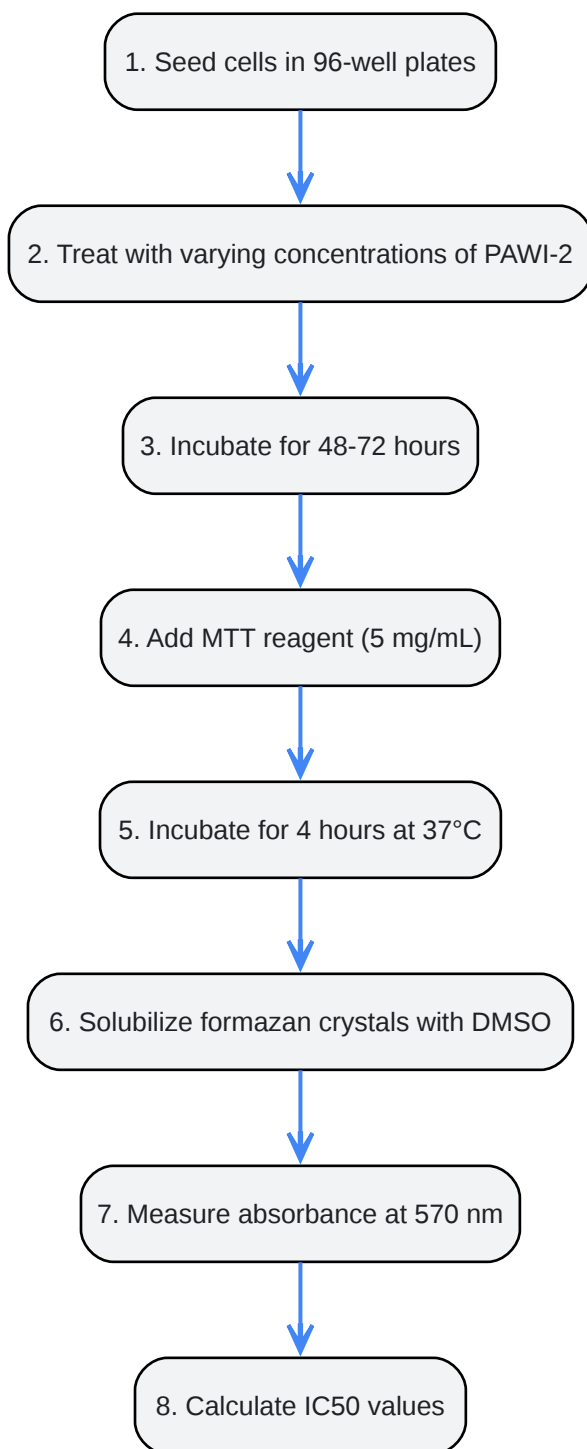 1. Seed cells in 96-well plates
2. Treat with varying concentrations of PAWI-2
3. Incubate for 48-72 hours
4. Add MTT reagent (5 mg/mL)
5. Incubate for 4 hours at 37°C
6. Solubilize formazan crystals with DMSO
7. Measure absorbance at 570 nm
8. Calculate IC50 values